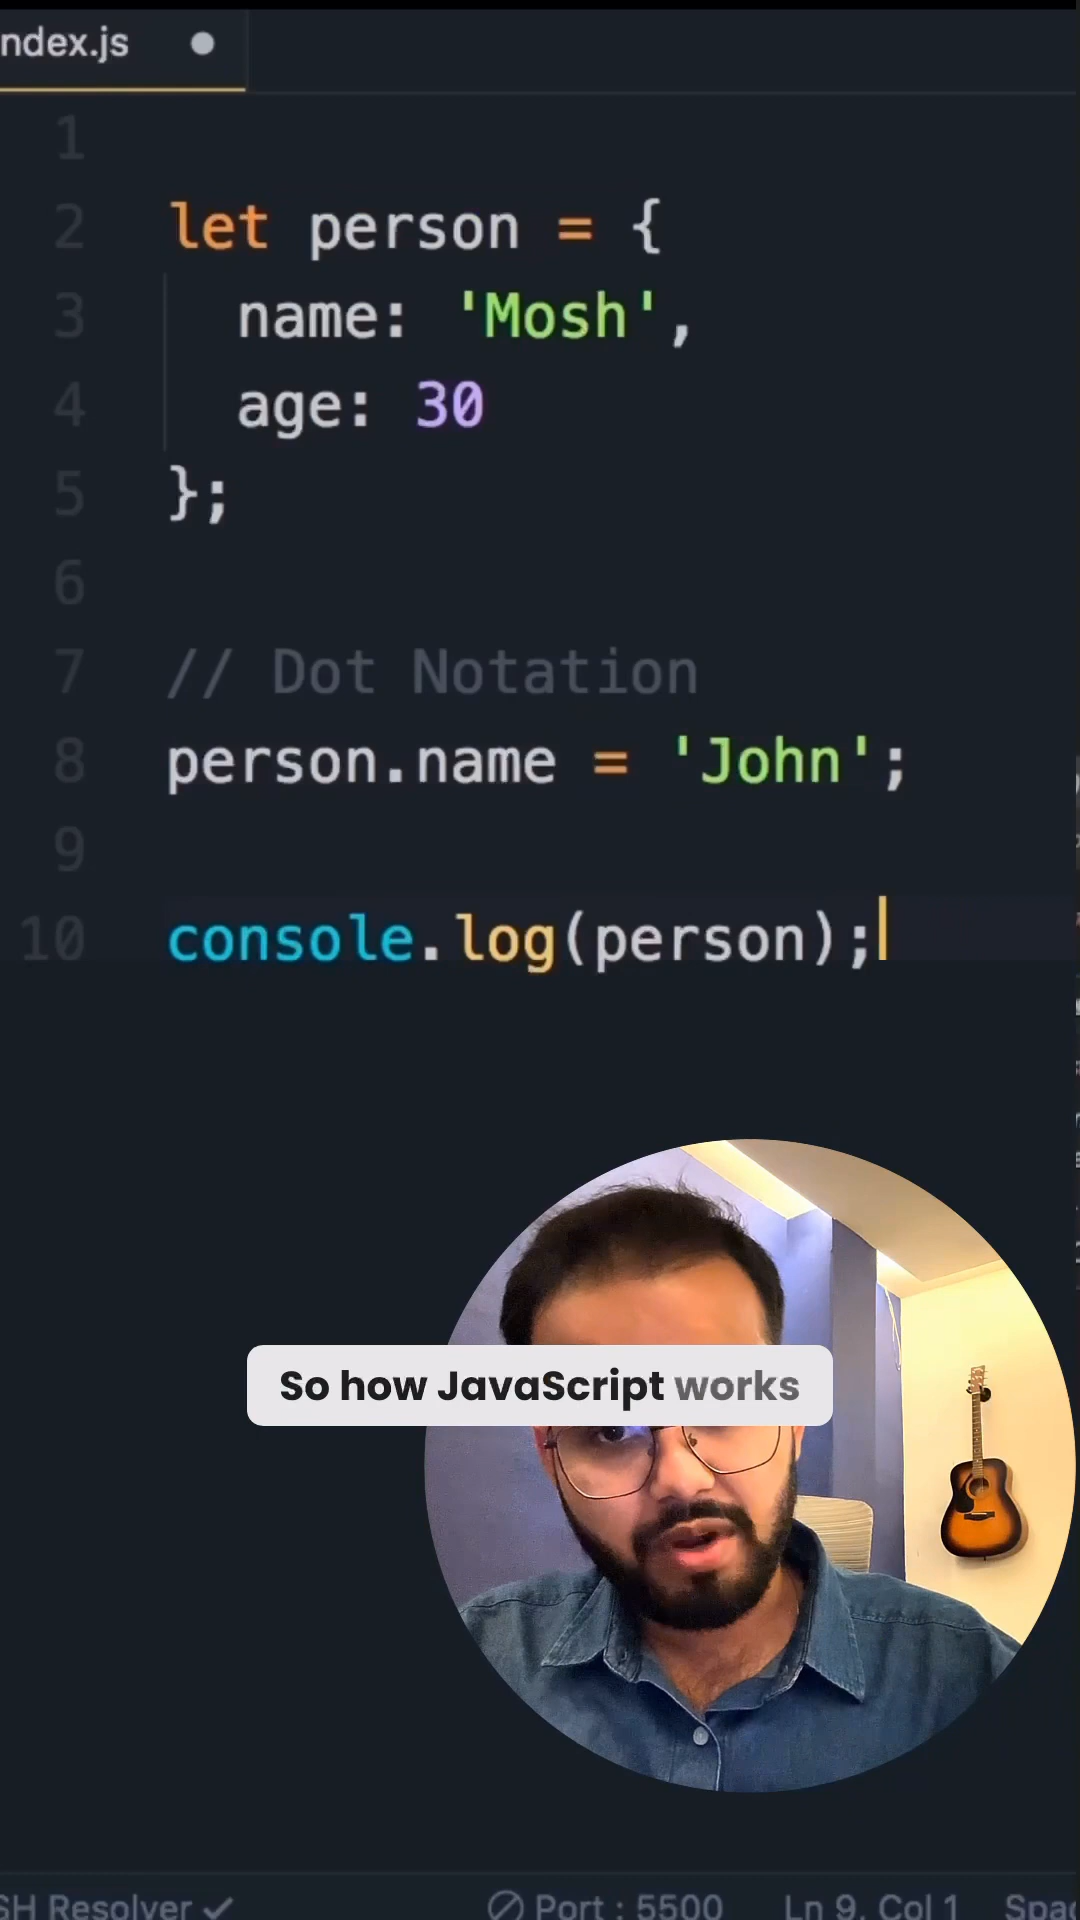 ndex.js
1
2 let person = {
3 name: 'Mosh',
4 age: 30
5 };
6
7 // Dot Notation
8 person.name = 'John';
9
10 console.log(person);
So how JavaScript works
SH Resolver ✓ Port : 5500 Ln 9, Col 1 Spac